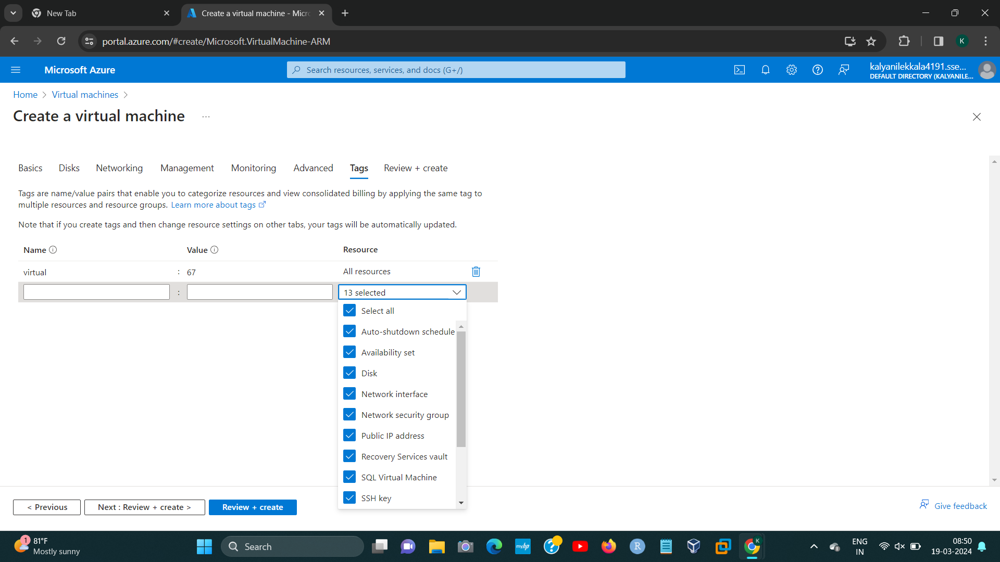 New Tab
Create a virtual machine - Micro
portal.azure.com/#create/Microsoft.VirtualMachine-ARM
K
Microsoft Azure
Search resources, services, and docs (G+/)
kalyanilekkala4191.sse...
DEFAULT DIRECTORY (KALYANILE...
Home > Virtual machines >
Create a virtual machine ...
Basics Disks Networking Management Monitoring Advanced Tags Review + create
Tags are name/value pairs that enable you to categorize resources and view consolidated billing by applying the same tag to
multiple resources and resource groups. Learn more about tags
Note that if you create tags and then change resource settings on other tabs, your tags will be automatically updated.
Name Value Resource
virtual : 67 All resources
: 13 selected
Select all
Auto-shutdown schedule
Availability set
Disk
Network interface
Network security group
Public IP address
Recovery Services vault
SQL Virtual Machine
SSH key
< Previous
Next : Review + create >
Review + create
Give feedback
1
81°F
Mostly sunny
Search
myhp
R
K
ENG
IN
08:50
19-03-2024